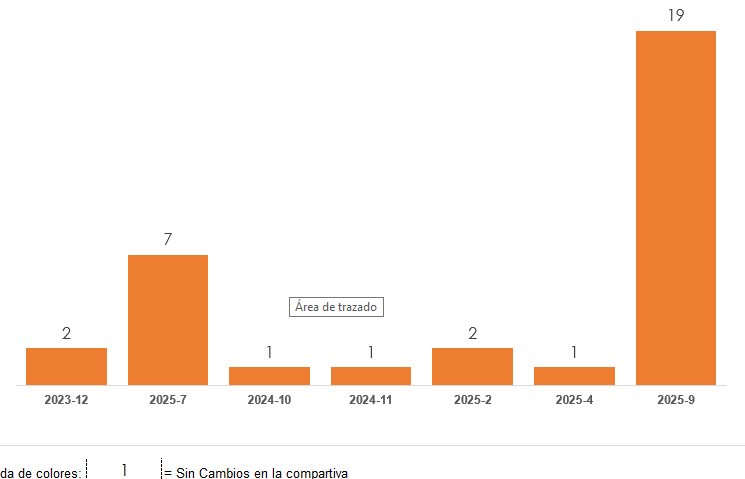 19
7
2
2
1
1
1
Área de trazado
2023-12 2025-7 2024-10 2024-11 2025-2 2025-4 2025-9
da de colores: 1 = Sin Cambios en la compartiva